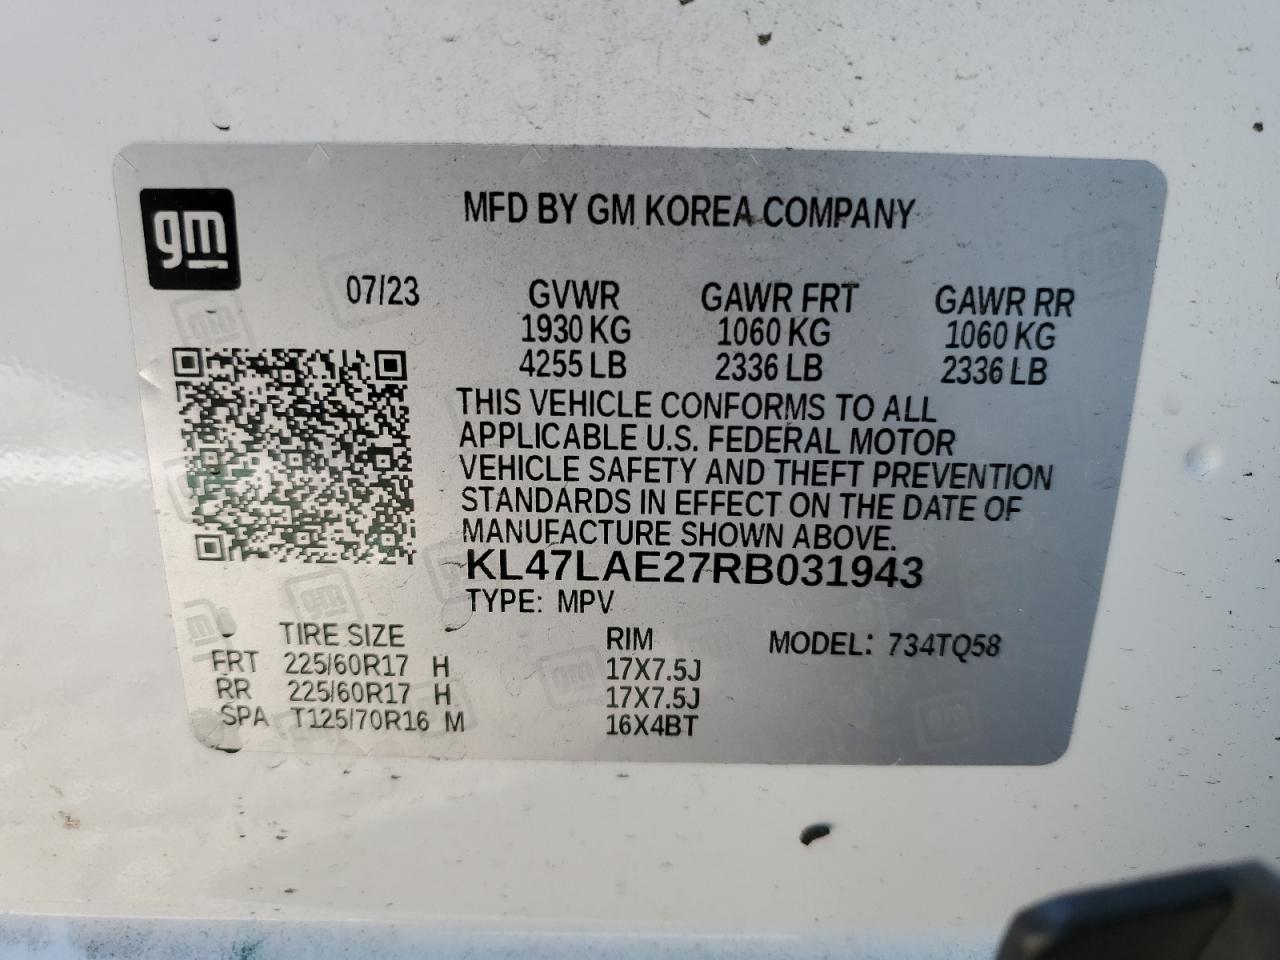 gm
MFD BY GM KOREA COMPANY
07/23 GVWR GAWR FRT GAWR RR
1930 KG 1060 KG 1060 KG
4255 LB 2336 LB 2336 LB
THIS VEHICLE CONFORMS TO ALL
APPLICABLE U.S. FEDERAL MOTOR
VEHICLE SAFETY AND THEFT PREVENTION
STANDARDS IN EFFECT ON THE DATE OF
MANUFACTURE SHOWN ABOVE.
KL47LAE27RB031943
TYPE: MPV
TIRE SIZE RIM MODEL: 734TQ58
FRT 225/60R17 H 17X7.5J
RR 225/60R17 H 17X7.5J
SPA T125/70R16 M 16X4BT